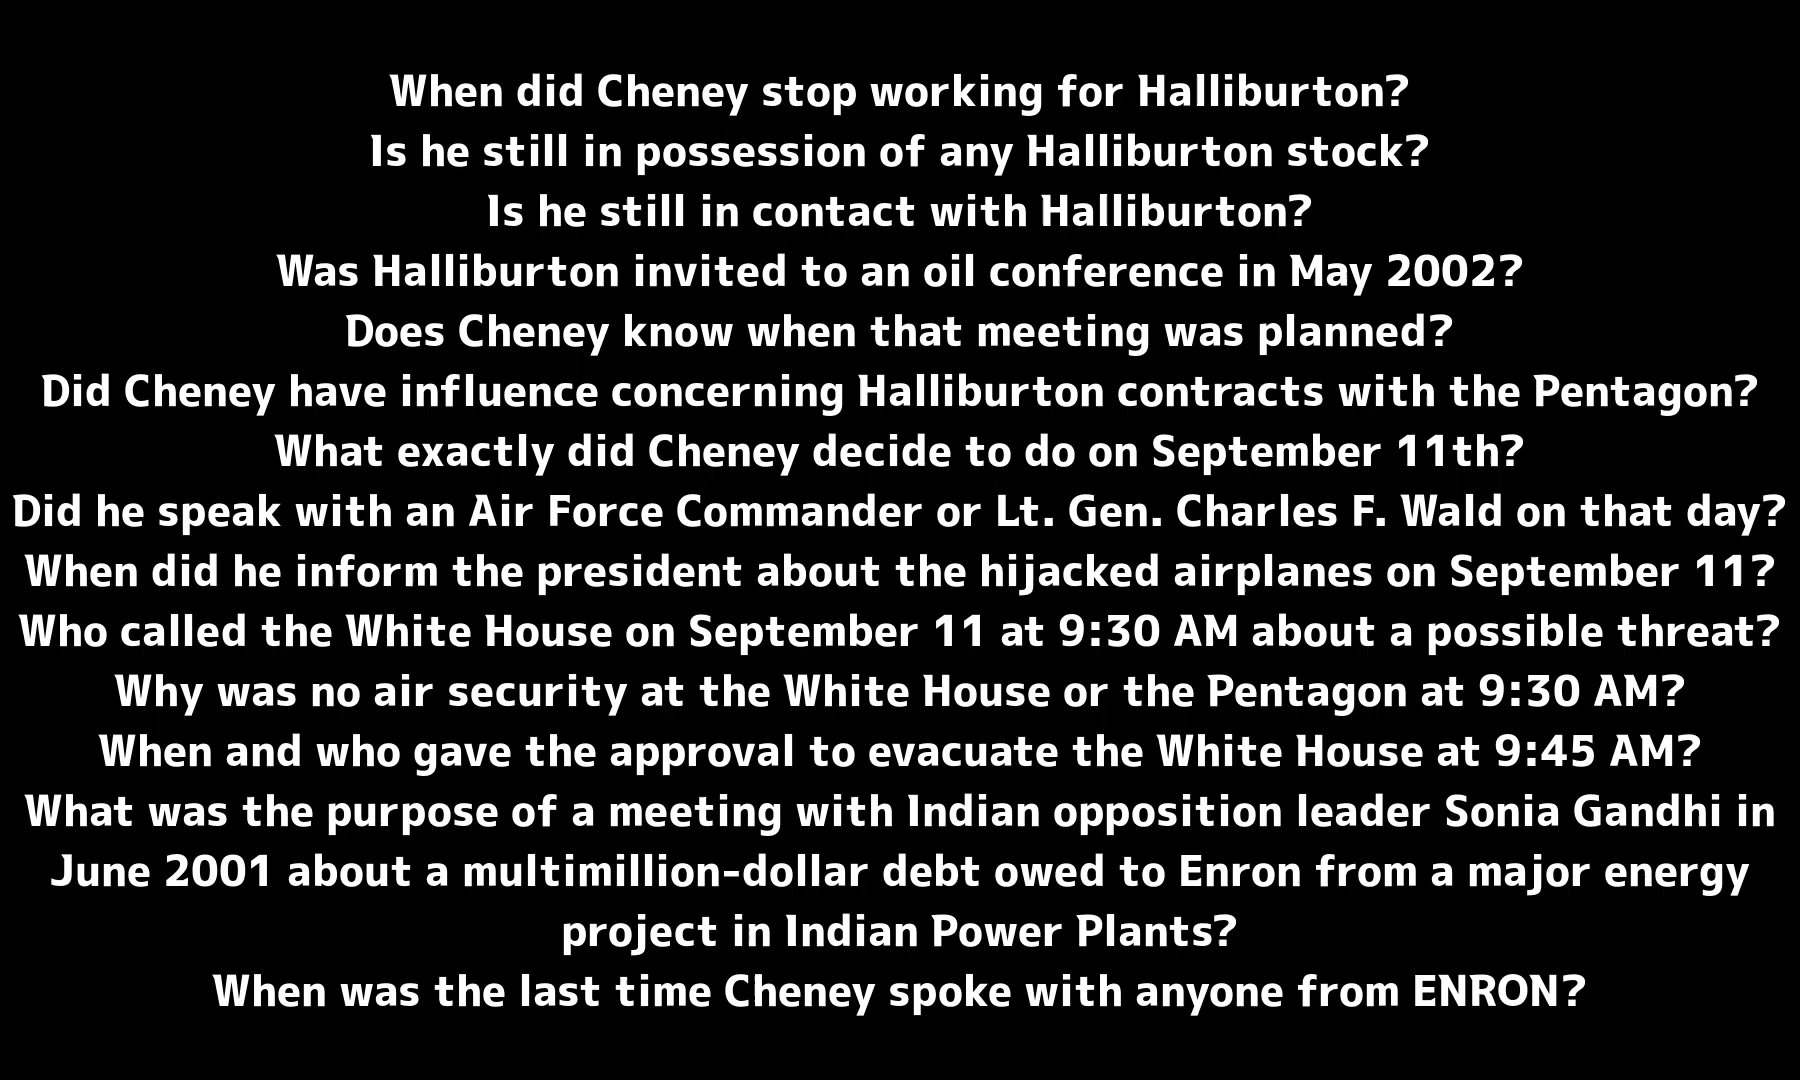 When did Cheney stop working for Halliburton?
Is he still in possession of any Halliburton stock?
Is he still in contact with Halliburton?
Was Halliburton invited to an oil conference in May 2002?
Does Cheney know when that meeting was planned?
Did Cheney have influence concerning Halliburton contracts with the Pentagon?
What exactly did Cheney decide to do on September 11th?
Did he speak with an Air Force Commander or Lt. Gen. Charles F. Wald on that day?
When did he inform the president about the hijacked airplanes on September 11?
Who called the White House on September 11 at 9:30 AM about a possible threat?
Why was no air security at the White House or the Pentagon at 9:30 AM?
When and who gave the approval to evacuate the White House at 9:45 AM?
What was the purpose of a meeting with Indian opposition leader Sonia Gandhi in
June 2001 about a multimillion-dollar debt owed to Enron from a major energy
project in Indian Power Plants?
When was the last time Cheney spoke with anyone from ENRON?